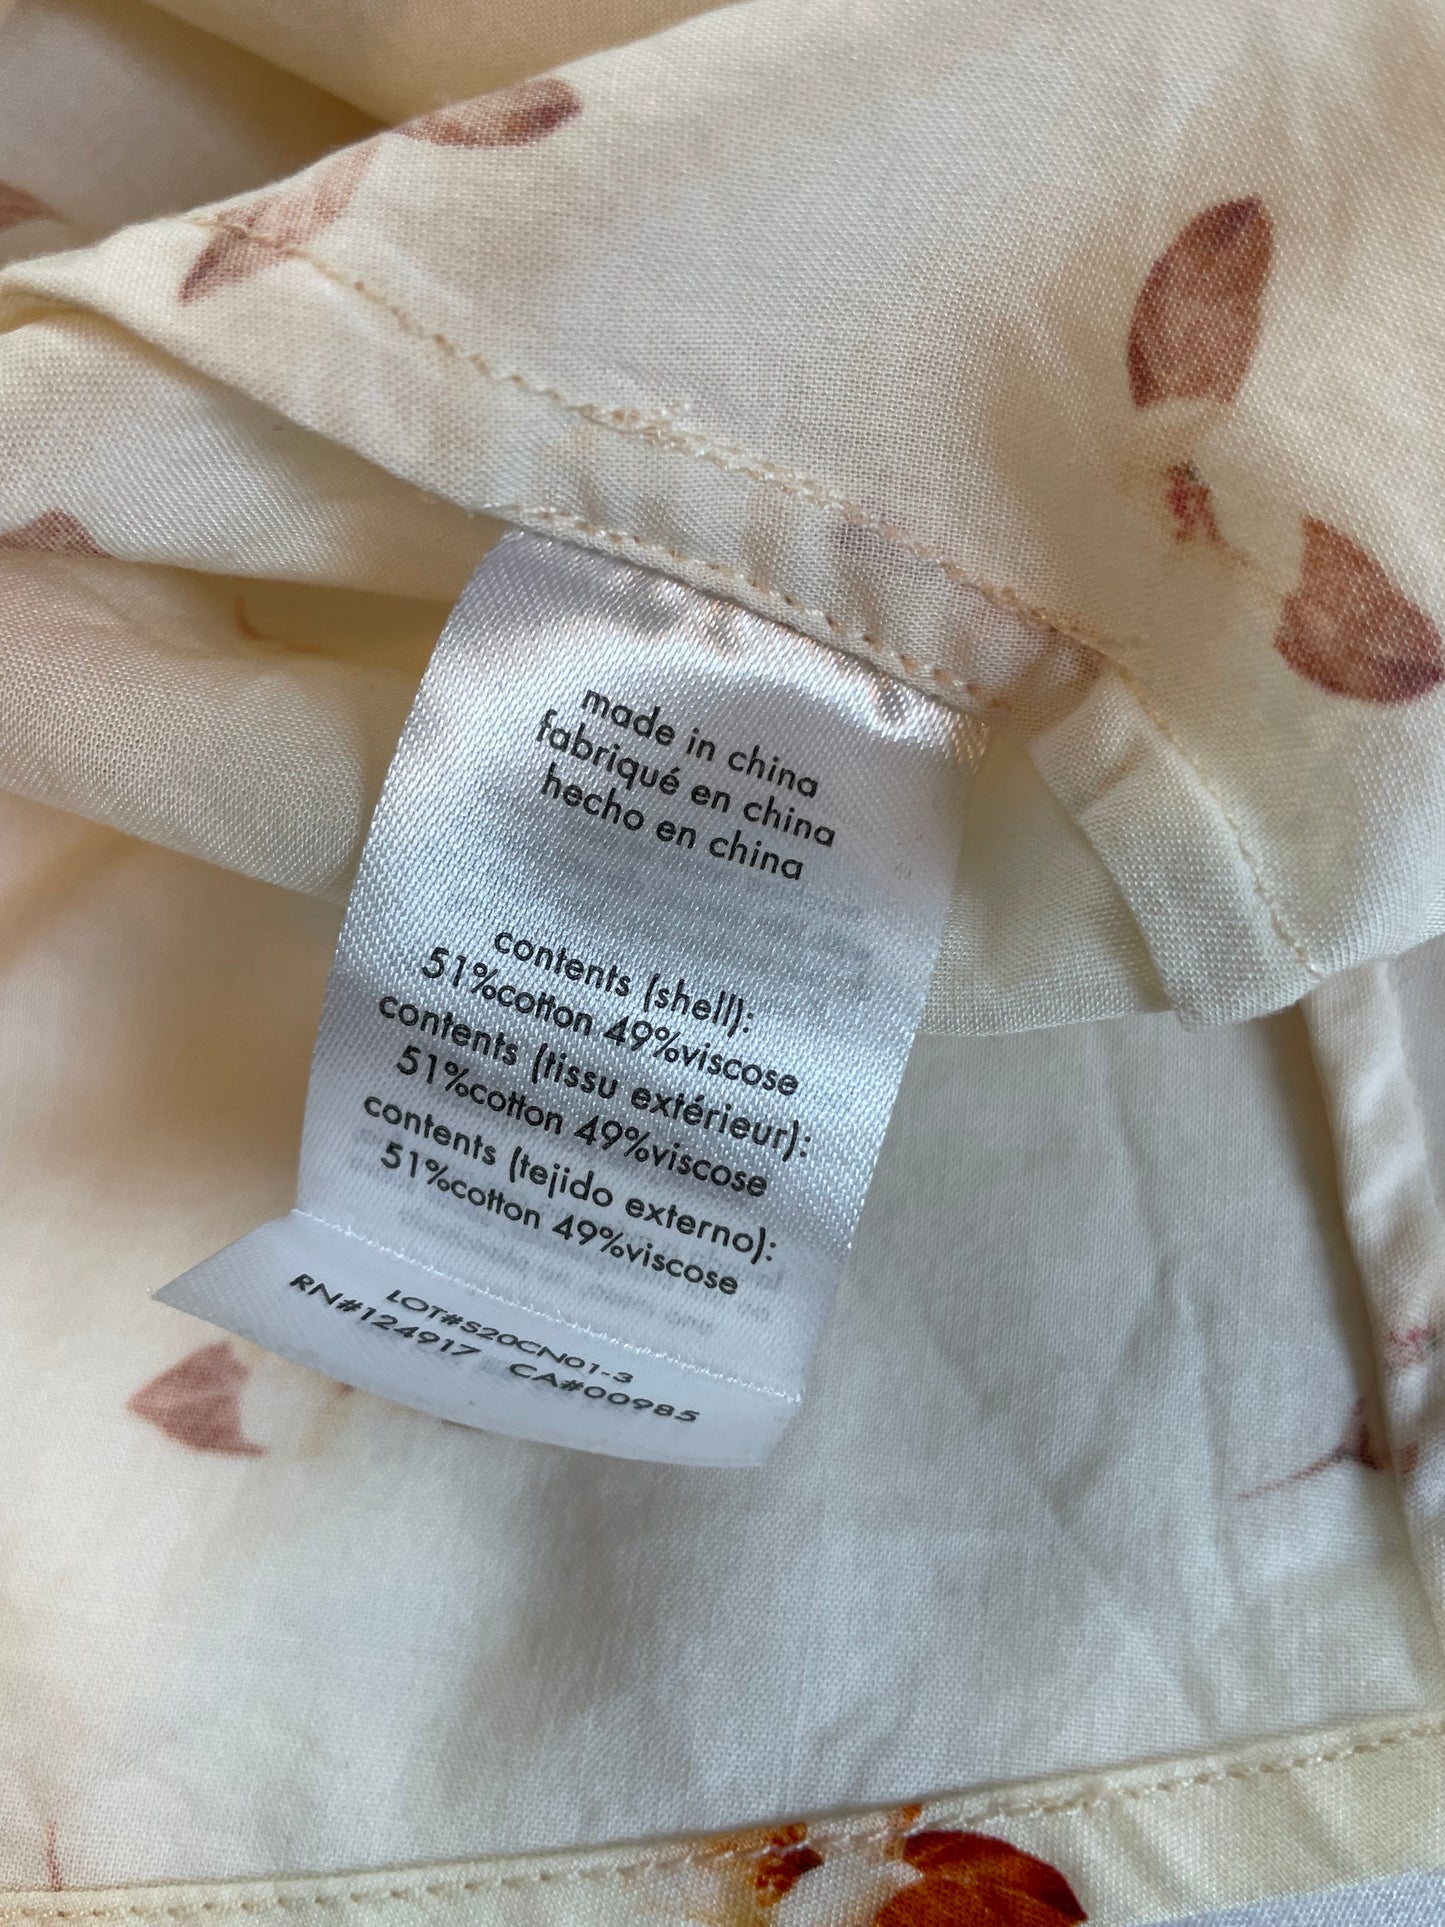 made in china
fabriqué en china
hecho en china
contents (shell):
51%cotton 49%viscose
contents (tissu extérieur):
51%cotton 49%viscose
contents (tejido externo):
51%cotton 49%viscose
LOT#S20CN01-3
RN#124917 CA#00985